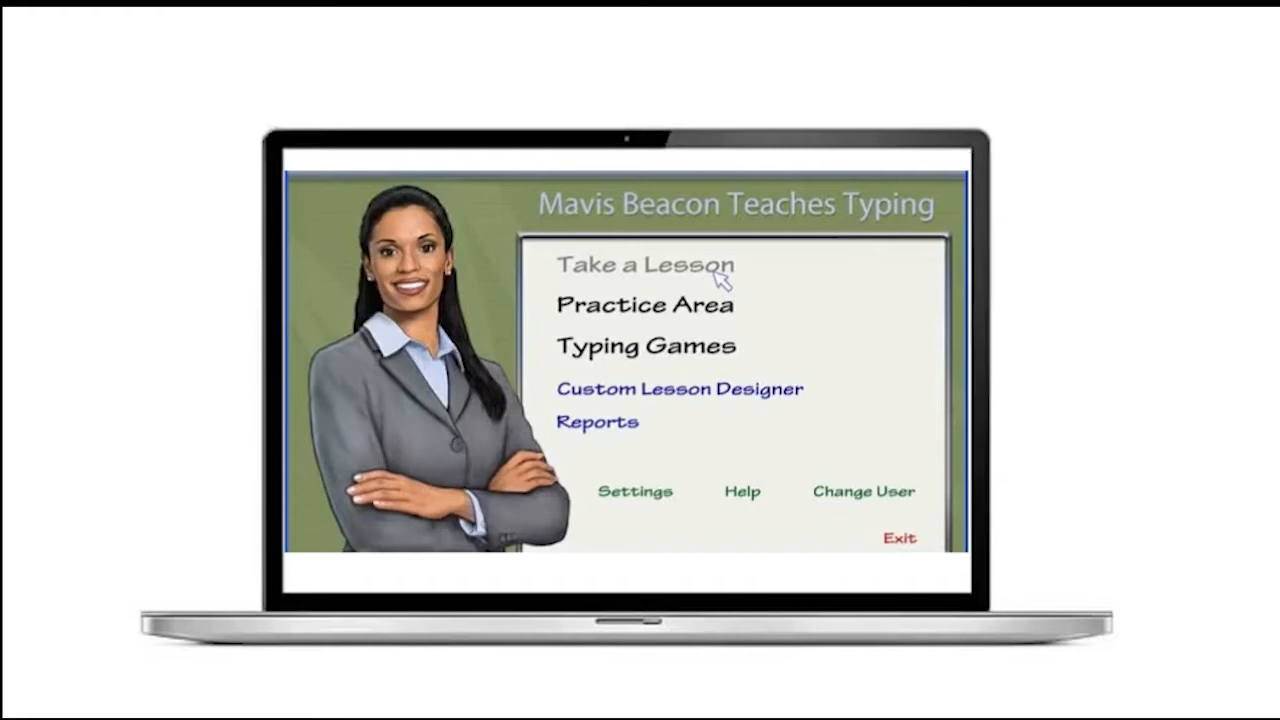 Mavis Beacon Teaches Typing
Take a Lesson
Practice Area
Typing Games
Custom Lesson Designer
Reports
Settings Help Change User
Exit